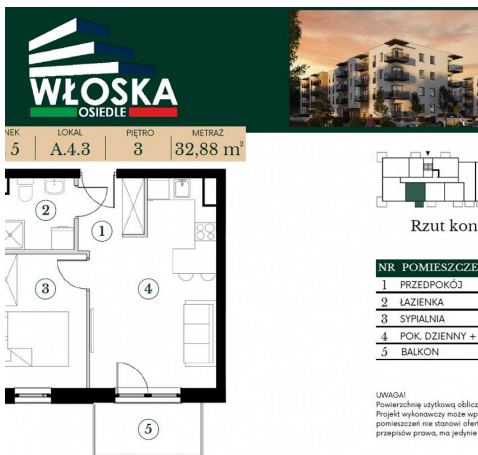 WŁOSKA
OSIEDLE
NEK LOKAL PIĘTRO METRAŻ
5 A.4.3 3 32,88 m²
2
1
3
4
5
Rzut kon
NR POMIESZCZE
1 PRZEDPOKÓJ
2 ŁAZIENKA
3 SYPIALNIA
4 POK. DZIENNY +
5 BALKON
UWAGA!
Powierzchnię użytkową oblicz
Projekt wykonawczy może wp
pomieszczeń nie stanowi ofert
przepisów prawa, ma jedynie